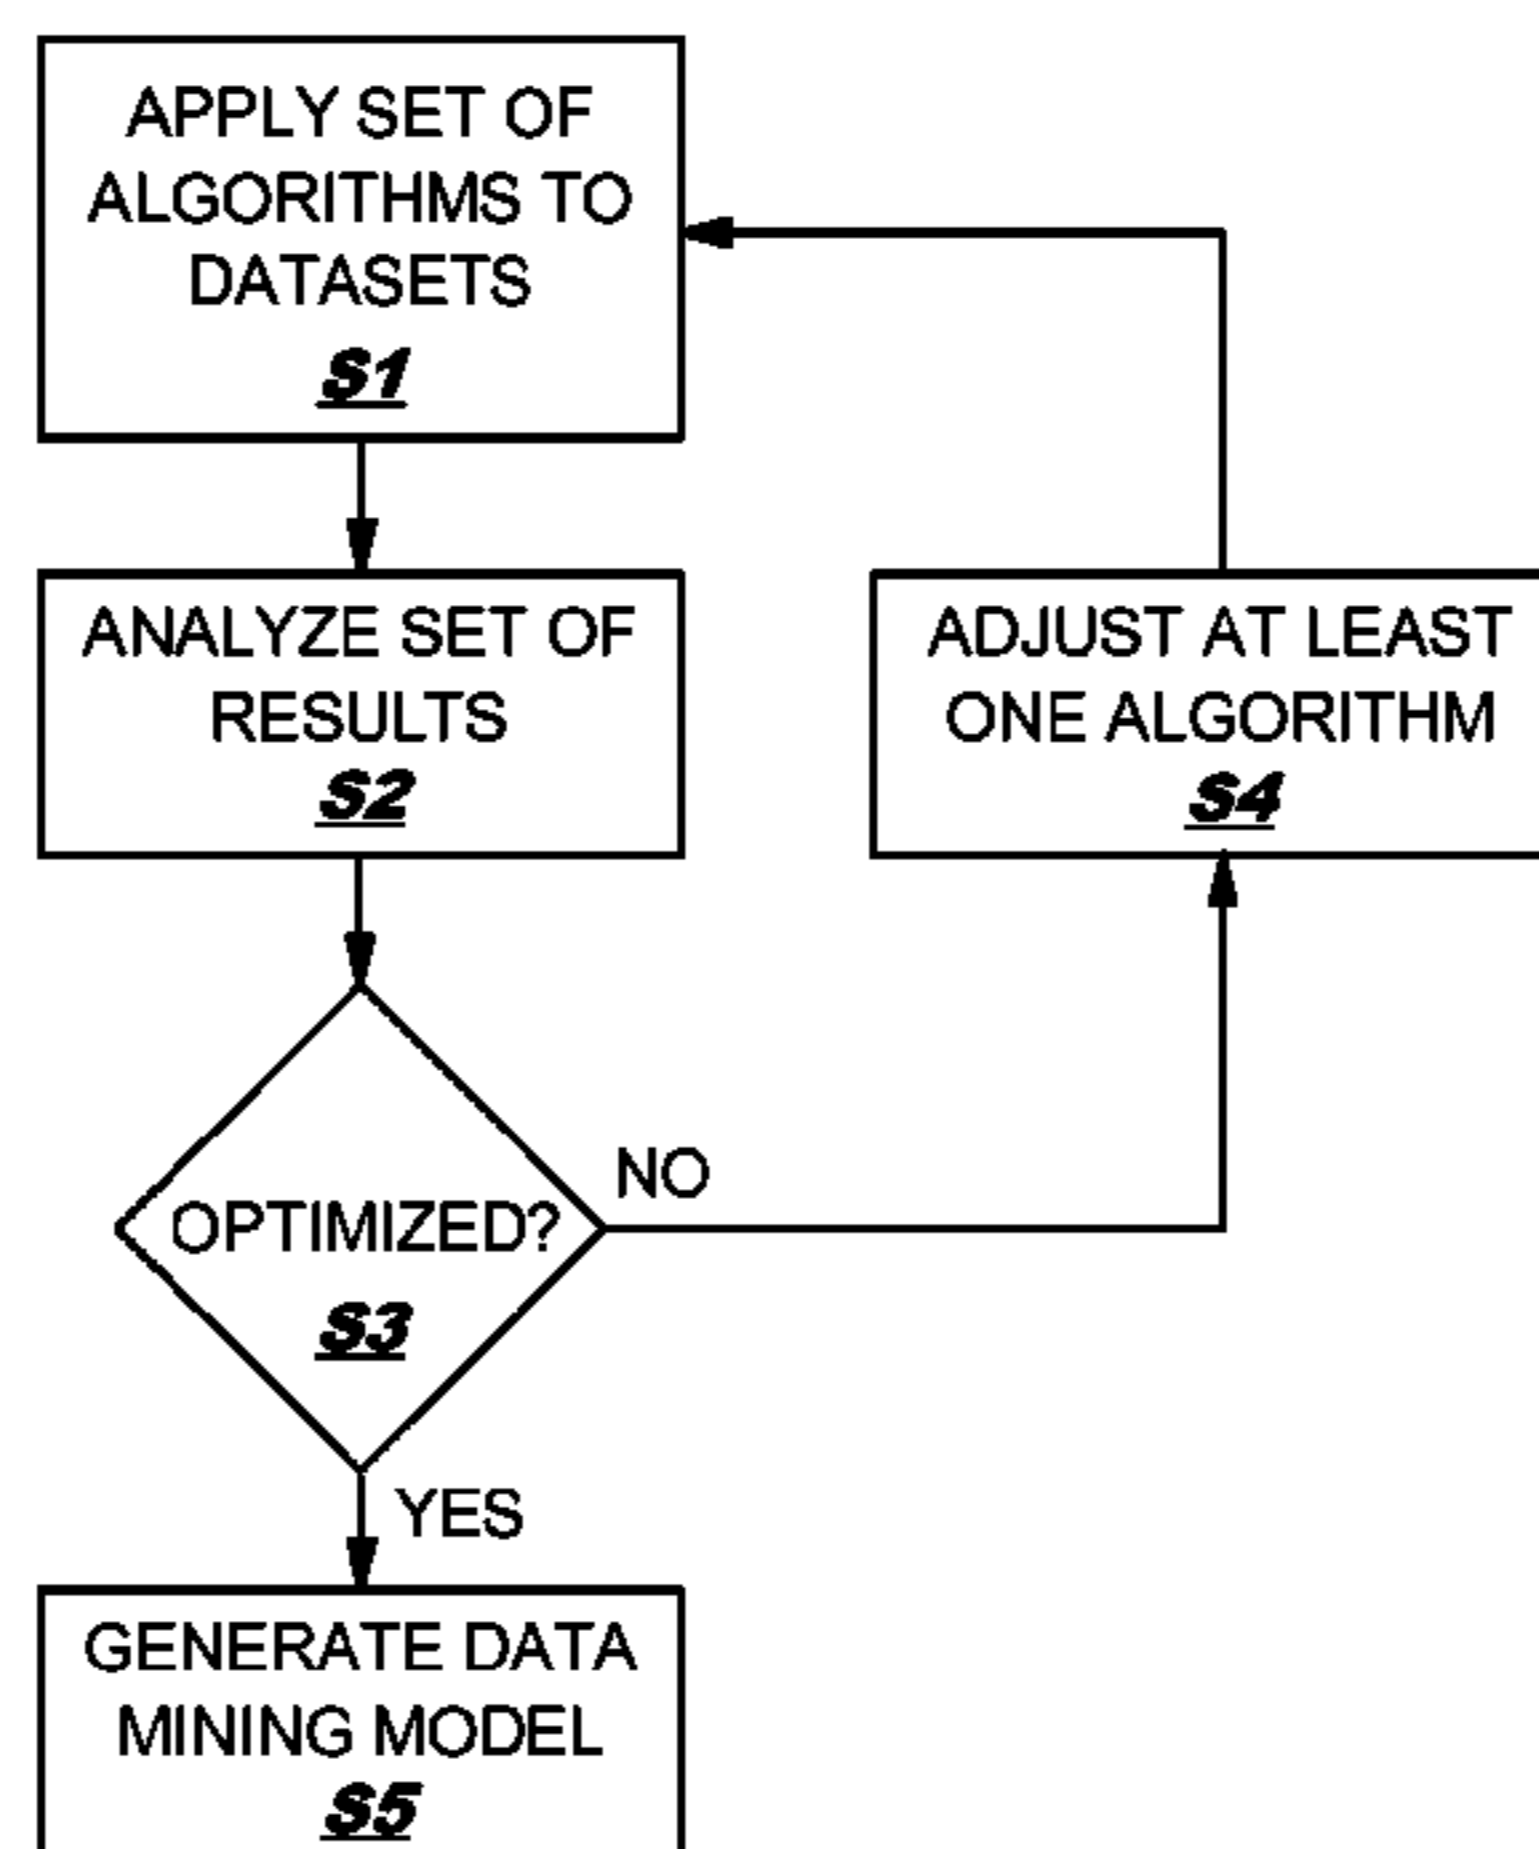 APPLY SET OF
ALGORITHMS TO
DATASETS
S1
ANALYZE SET OF
RESULTS
S2
ADJUST AT LEAST
ONE ALGORITHM
S4
OPTIMIZED?
S3
NO
YES
GENERATE DATA
MINING MODEL
S5